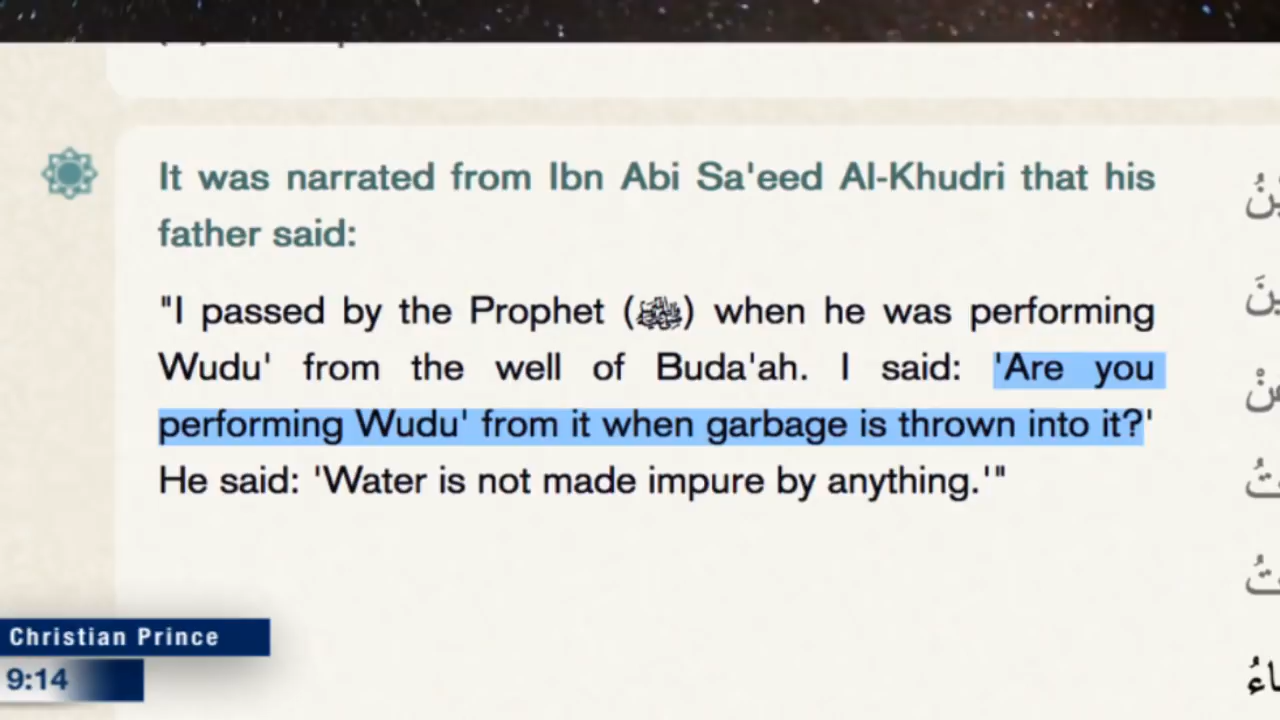 It was narrated from Ibn Abi Sa'eed Al-Khudri that his
father said:
"I passed by the Prophet (ﷺ) when he was performing
Wudu' from the well of Buda'ah. I said: 'Are you
performing Wudu' from it when garbage is thrown into it?'
He said: 'Water is not made impure by anything.'"
Christian Prince
9:14